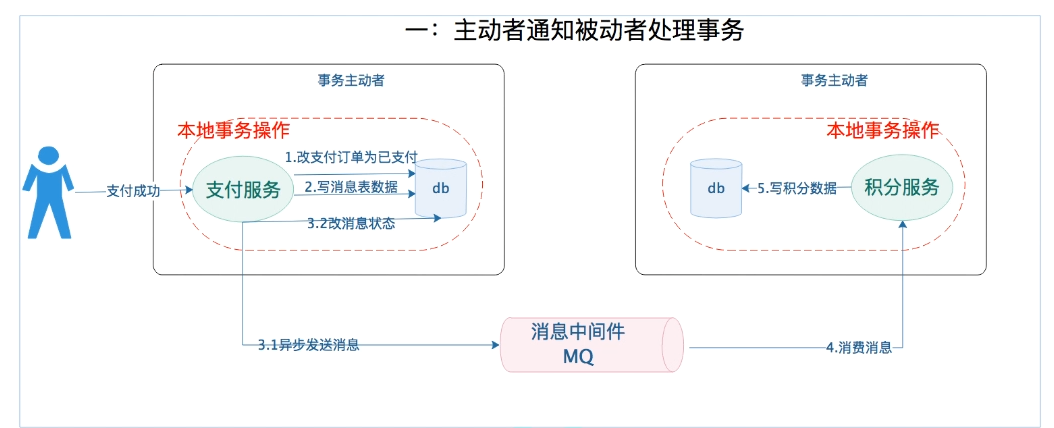 一：主动者通知被动者处理事务
事务主动者
事务主动者
本地事务操作
本地事务操作
支付成功
支付服务
1.改支付订单为已支付
2.写消息表数据
3.2改消息状态
db
db
5.写积分数据
积分服务
3.1异步发送消息
消息中间件
MQ
4.消费消息